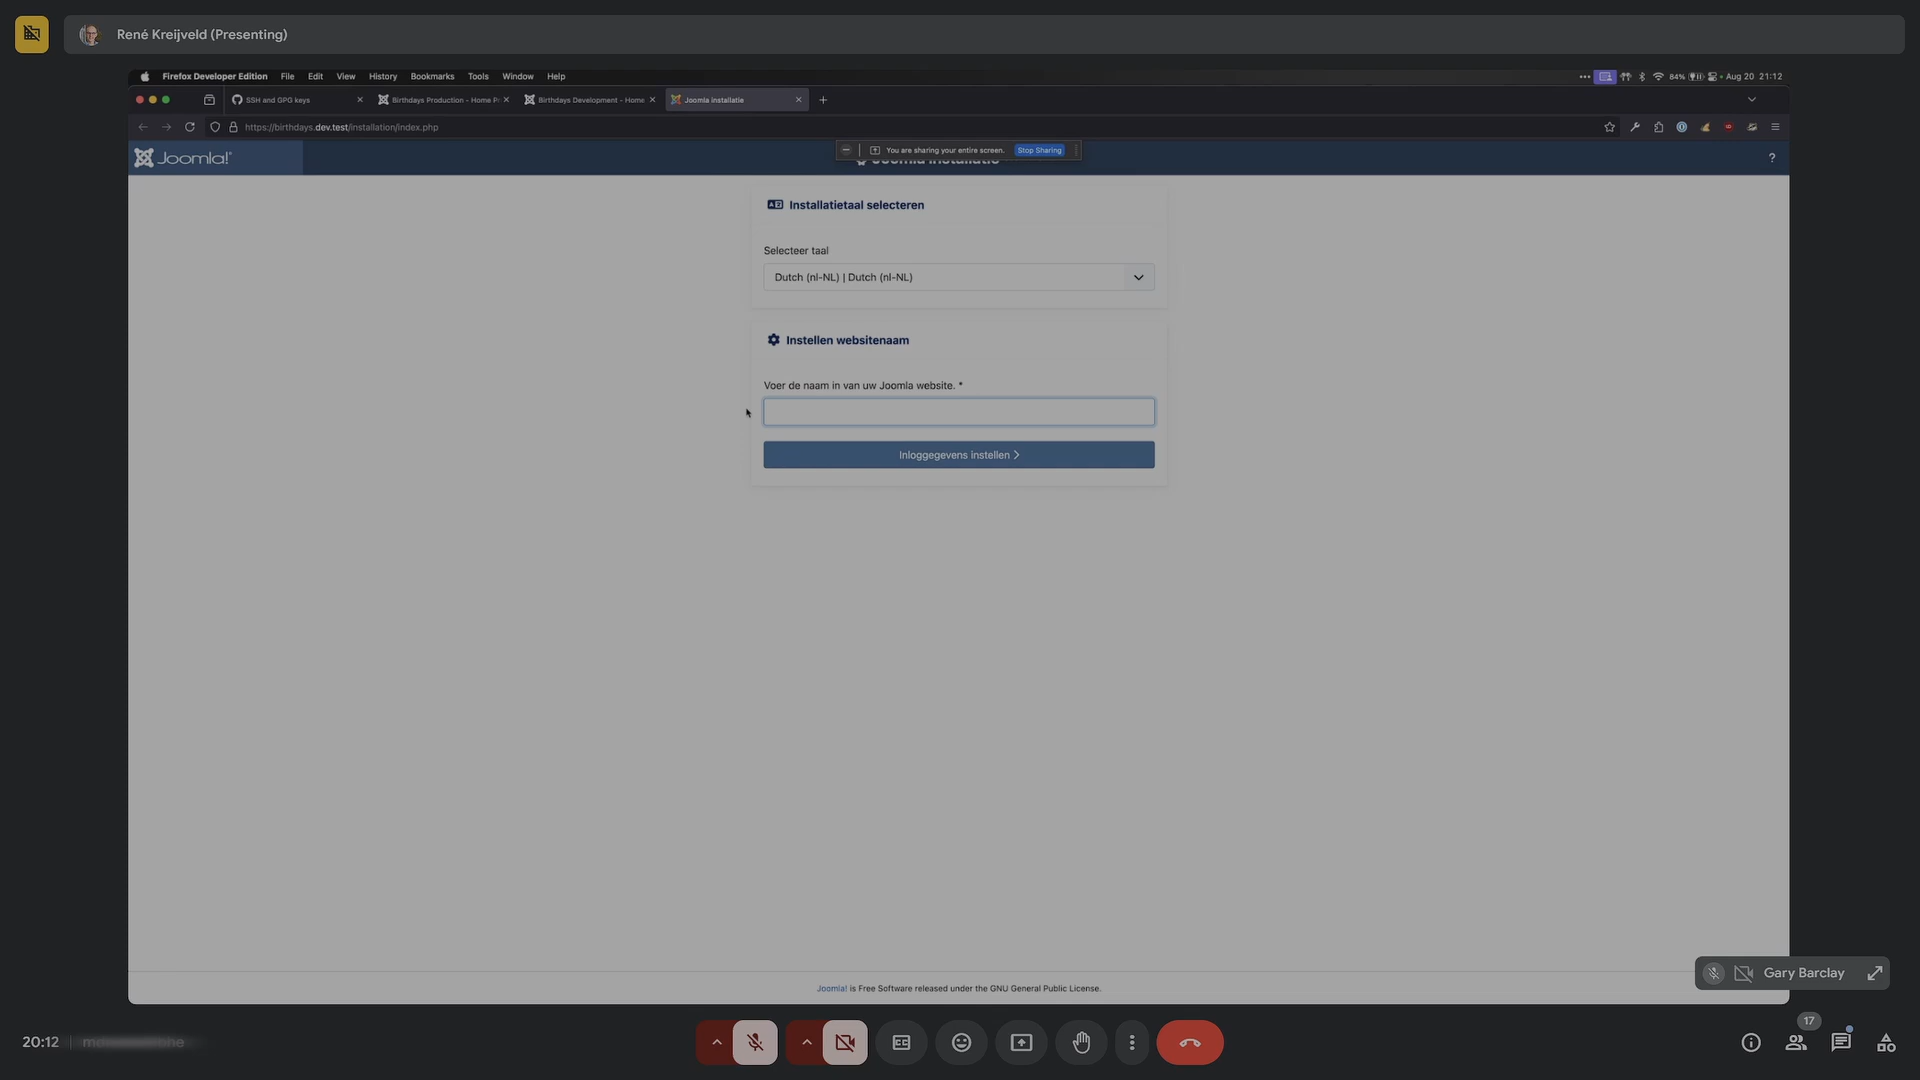 René Kreijveld (Presenting)
Firefox Developer Edition File Edit View History Bookmarks Tools Window Help
84% Aug 20 21:12
SSH and GPG keys
Birthdays Production - Home P
Birthdays Development - Home
Joomla installatie
https://birthdays.dev.test/installation/index.php
Joomla!
You are sharing your entire screen. Stop Sharing
Joomla installatie
?
Installatietaal selecteren
Selecteer taal
Dutch (nl-NL) | Dutch (nl-NL)
Instellen websitenaam
Voer de naam in van uw Joomla website. *
Inloggegevens instellen
Joomla! is Free Software released under the GNU General Public License.
Gary Barclay
20:12
17